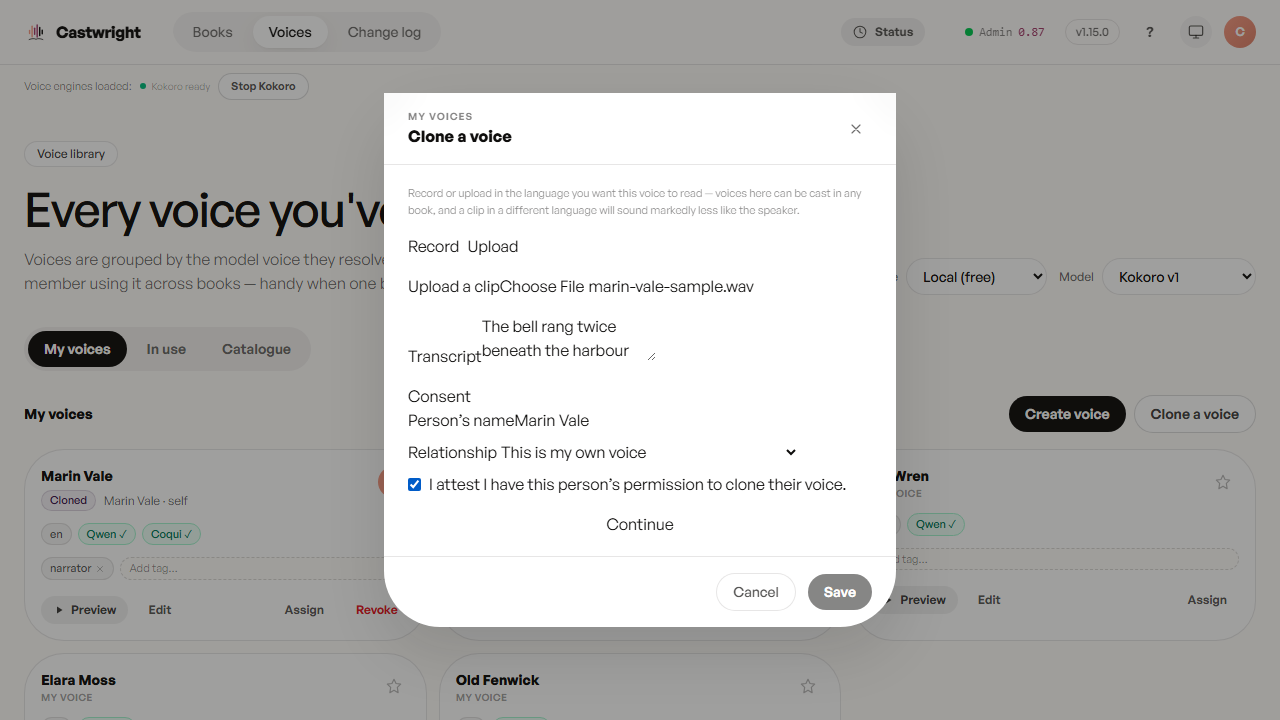 Castwright
Books
Voices
Change log
Status
Admin 0.87
v1.15.0
?
C
Voice engines loaded:
Kokoro ready
Stop Kokoro
Voice library
Every voice you've
Voices are grouped by the model voice they resolve
member using it across books — handy when one b
Local (free)
Model
Kokoro v1
My voices
In use
Catalogue
My voices
Create voice
Clone a voice
Marin Vale
Cloned
Marin Vale · self
en
Qwen ✓
Coqui ✓
narrator ×
Add tag...
Preview
Edit
Assign
Revoke
Wren
OICE
Qwen ✓
d tag...
Preview
Edit
Assign
Elara Moss
MY VOICE
Old Fenwick
MY VOICE
MY VOICES
Clone a voice
Record or upload in the language you want this voice to read — voices here can be cast in any
book, and a clip in a different language will sound markedly less like the speaker.
Record Upload
Upload a clipChoose File marin-vale-sample.wav
The bell rang twice
Transcriptbeneath the harbour
Consent
Person’s nameMarin Vale
Relationship This is my own voice
I attest I have this person’s permission to clone their voice.
Continue
Cancel
Save